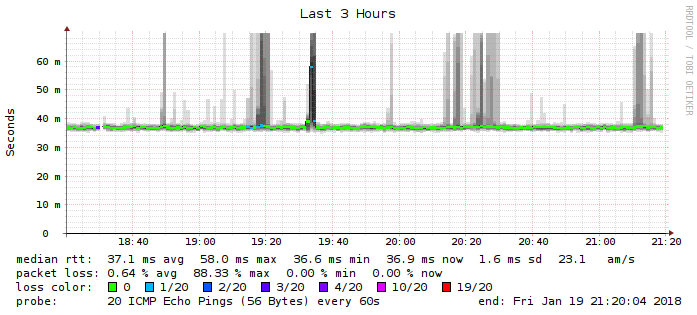 Last 3 Hours
RRDTOOL / TOBI OETIKER
Seconds
60 m
50 m
40 m
30 m
20 m
10 m
0
18:40 19:00 19:20 19:40 20:00 20:20 20:40 21:00 21:20
median rtt: 37.1 ms avg 58.0 ms max 36.6 ms min 36.9 ms now 1.6 ms sd 23.1 am/s
packet loss: 0.64 % avg 88.33 % max 0.00 % min 0.00 % now
loss color: 0 1/20 2/20 3/20 4/20 10/20 19/20
probe: 20 ICMP Echo Pings (56 Bytes) every 60s end: Fri Jan 19 21:20:04 2018